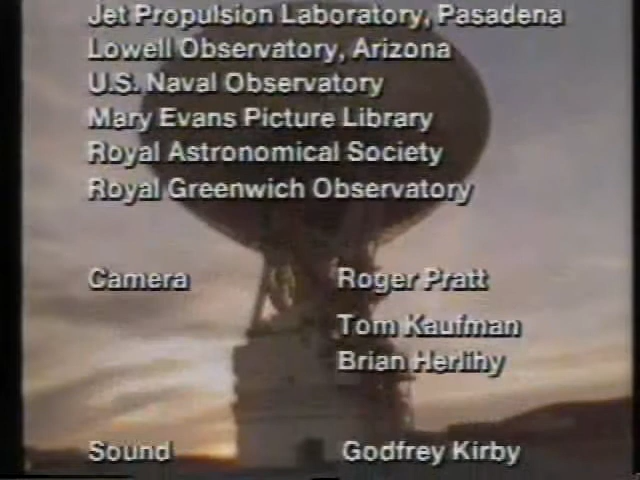 Jet Propulsion Laboratory, Pasadena
Lowell Observatory, Arizona
U.S. Naval Observatory
Mary Evans Picture Library
Royal Astronomical Society
Royal Greenwich Observatory
Camera Roger Pratt
Tom Kaufman
Brian Herlihy
Sound Godfrey Kirby